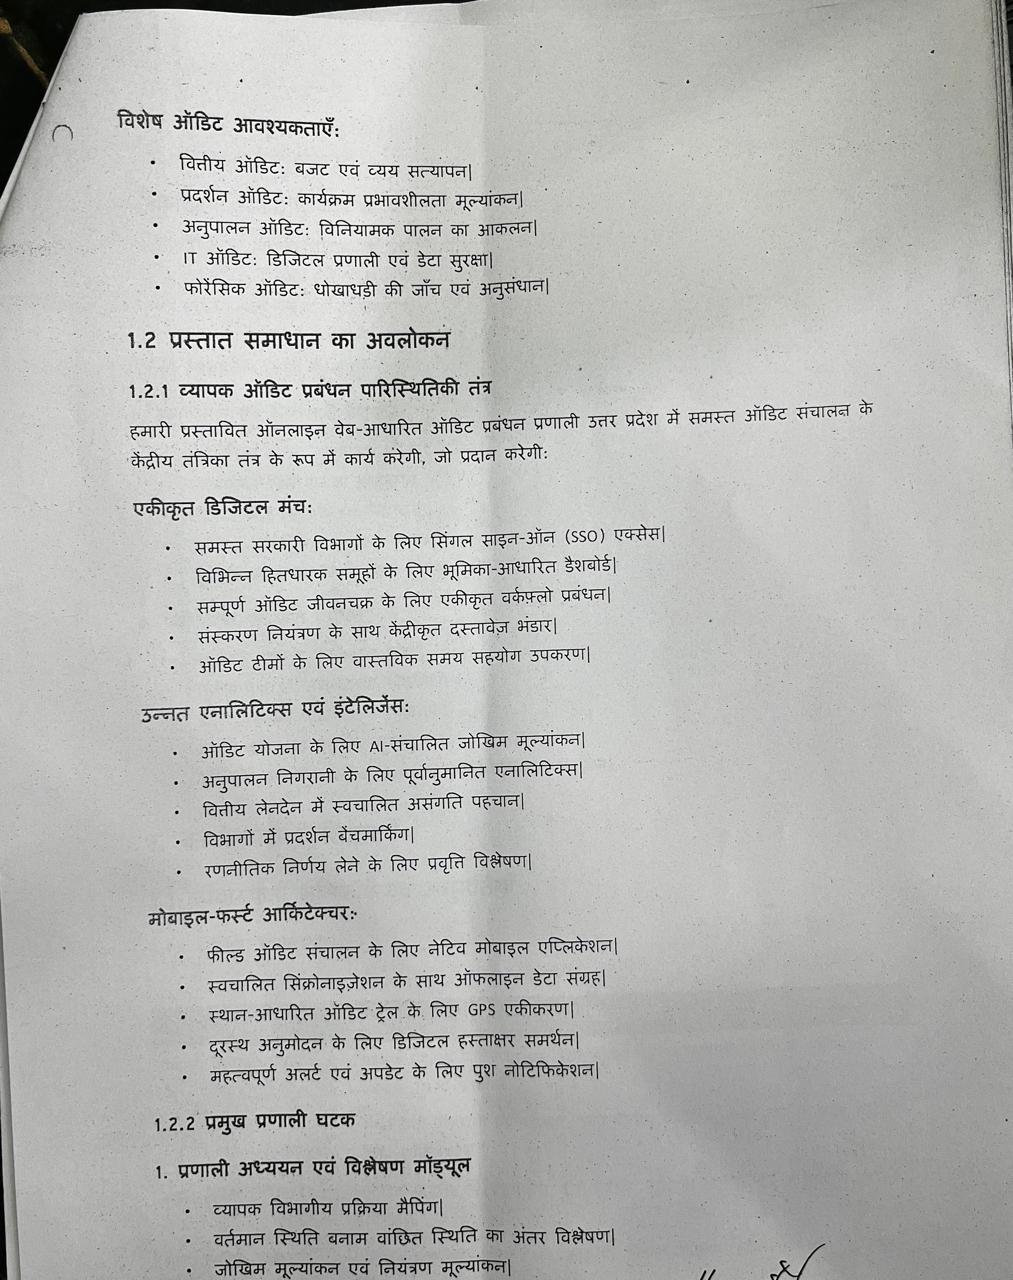 विशेष ऑडिट आवश्यकताएँ:
• वित्तीय ऑडिट: बजट एवं व्यय सत्यापन|
• प्रदर्शन ऑडिट: कार्यक्रम प्रभावशीलता मूल्यांकन|
• अनुपालन ऑडिट: विनियामक पालन का आकलन|
• IT ऑडिट: डिजिटल प्रणाली एवं डेटा सुरक्षा|
• फोरेंसिक ऑडिट: धोखाधड़ी की जाँच एवं अनुसंधान|
1.2 प्रस्तात समाधान का अवलोकन
1.2.1 व्यापक ऑडिट प्रबंधन पारिस्थितिकी तंत्र
हमारी प्रस्तावित ऑनलाइन वेब-आधारित ऑडिट प्रबंधन प्रणाली उत्तर प्रदेश में समस्त ऑडिट संचालन के
केंद्रीय तंत्रिका तंत्र के रूप में कार्य करेगी, जो प्रदान करेगी:
एकीकृत डिजिटल मंच:
• समस्त सरकारी विभागों के लिए सिंगल साइन-ऑन (SSO) एक्सेस|
• विभिन्न हितधारक समूहों के लिए भूमिका-आधारित डैशबोर्ड|
• सम्पूर्ण ऑडिट जीवनचक्र के लिए एकीकृत वर्कफ़्लो प्रबंधन|
• संस्करण नियंत्रण के साथ केंद्रीकृत दस्तावेज़ भंडार|
• ऑडिट टीमों के लिए वास्तविक समय सहयोग उपकरण|
उन्नत एनालिटिक्स एवं इंटेलिजेंस:
• ऑडिट योजना के लिए AI-संचालित जोखिम मूल्यांकन|
• अनुपालन निगरानी के लिए पूर्वानुमानित एनालिटिक्स|
• वित्तीय लेनदेन में स्वचालित असंगति पहचान|
• विभागों में प्रदर्शन बेंचमार्किंग|
• रणनीतिक निर्णय लेने के लिए प्रवृत्ति विश्लेषण|
मोबाइल-फर्स्ट आर्किटेक्चर:
• फील्ड ऑडिट संचालन के लिए नेटिव मोबाइल एप्लिकेशन|
• स्वचालित सिंक्रोनाइज़ेशन के साथ ऑफलाइन डेटा संग्रह|
• स्थान-आधारित ऑडिट ट्रेल के लिए GPS एकीकरण|
• दूरस्थ अनुमोदन के लिए डिजिटल हस्ताक्षर समर्थन|
• महत्वपूर्ण अलर्ट एवं अपडेट के लिए पुश नोटिफिकेशन|
1.2.2 प्रमुख प्रणाली घटक
1. प्रणाली अध्ययन एवं विश्लेषण मॉड्यूल
• व्यापक विभागीय प्रक्रिया मैपिंग|
• वर्तमान स्थिति बनाम वांछित स्थिति का अंतर विश्लेषण|
• जोखिम मूल्यांकन एवं नियंत्रण मूल्यांकन|